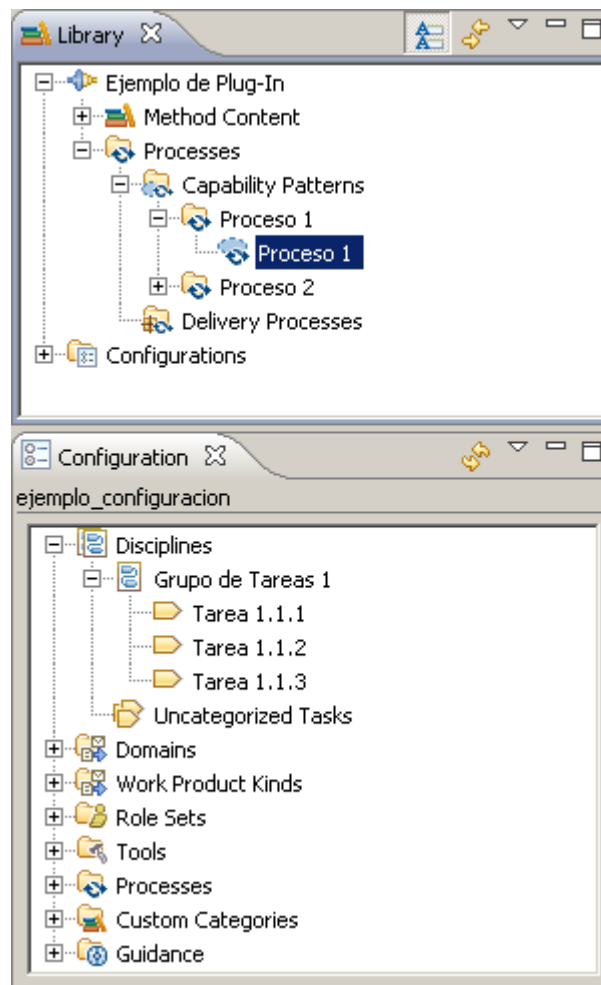 Library
Ejemplo de Plug-In
Method Content
Processes
Capability Patterns
Proceso 1
Proceso 1
Proceso 2
Delivery Processes
Configurations
Configuration
ejemplo_configuracion
Disciplines
Grupo de Tareas 1
Tarea 1.1.1
Tarea 1.1.2
Tarea 1.1.3
Uncategorized Tasks
Domains
Work Product Kinds
Role Sets
Tools
Processes
Custom Categories
Guidance